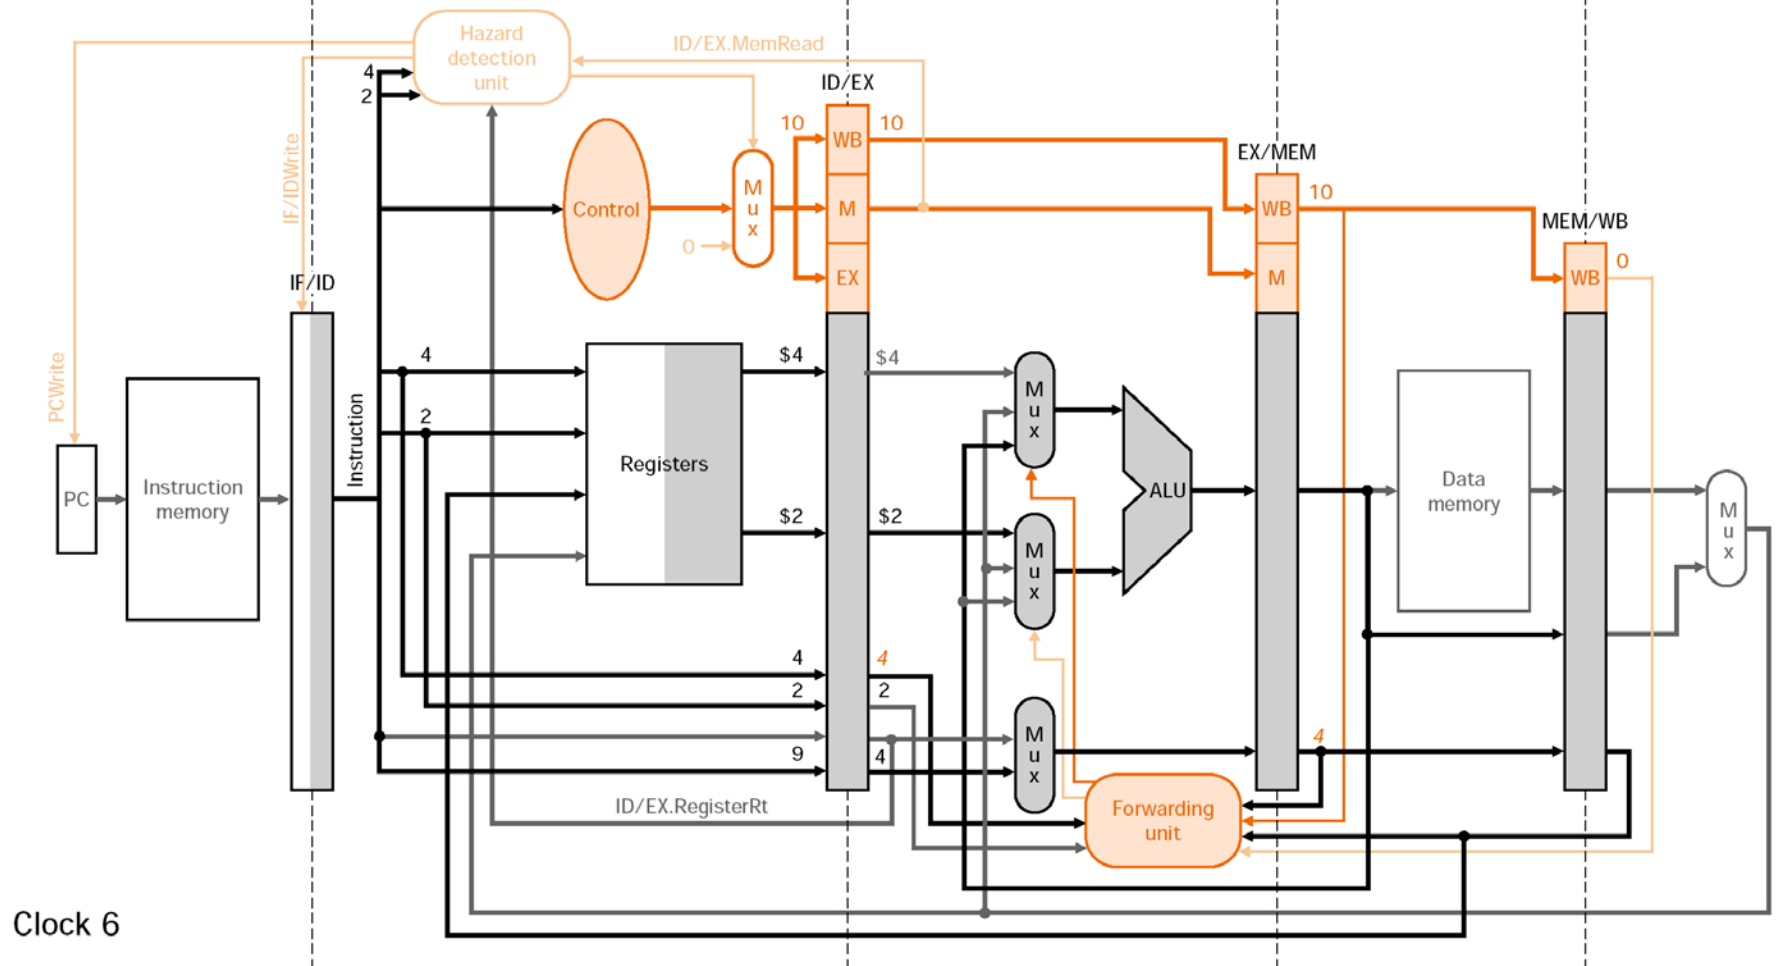 Hazard
detection
unit
ID/EX.MemRead
4
2
ID/EX
10
WB
10
EX/MEM
IF/IDWrite
Control
M
u
x
0
M
EX
WB
10
M
MEM/WB
WB
0
IF/ID
PCWrite
PC
Instruction
memory
Instruction
4
2
Registers
$4
$2
$4
$2
M
u
x
M
u
x
ALU
Data
memory
M
u
x
4
2
9
4
2
4
M
u
x
4
ID/EX.RegisterRt
Forwarding
unit
Clock 6